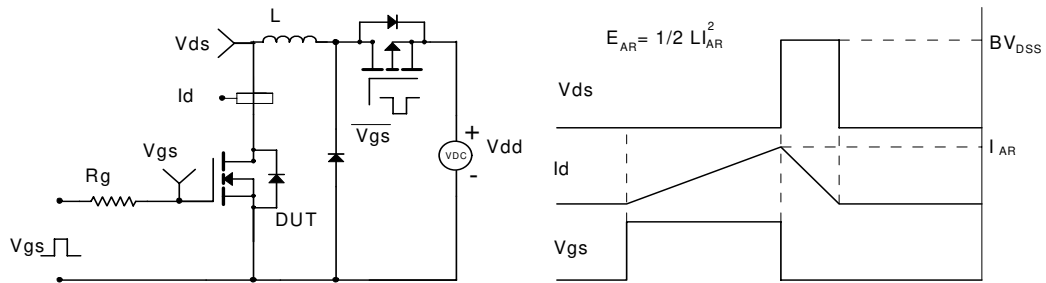 L
Vds
Id
Vgs
Rg
DUT
Vgs
Vgs
+
VDC
Vdd
-
E_AR = 1/2 LI_AR^2
BV_DSS
Vds
I_AR
Id
Vgs